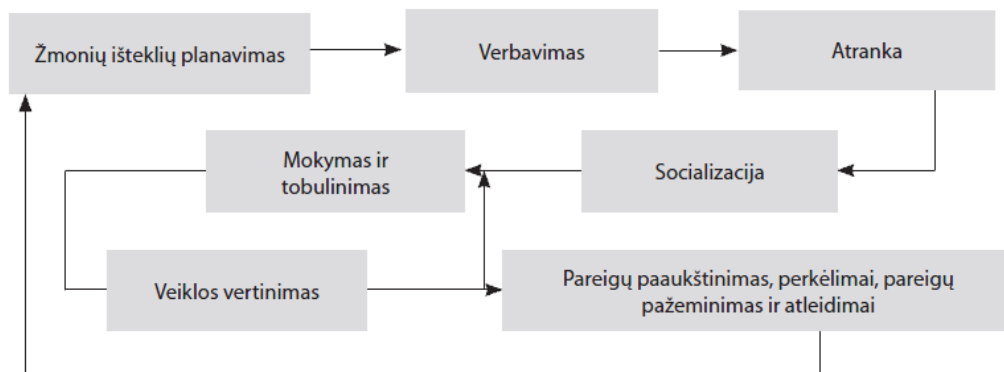 Žmonių išteklių planavimas
Verbavimas
Atranka
Mokymas ir
tobulinimas
Socializacija
Veiklos vertinimas
Pareigų paaukštinimas, perkėlimai, pareigų
pažeminimas ir atleidimai